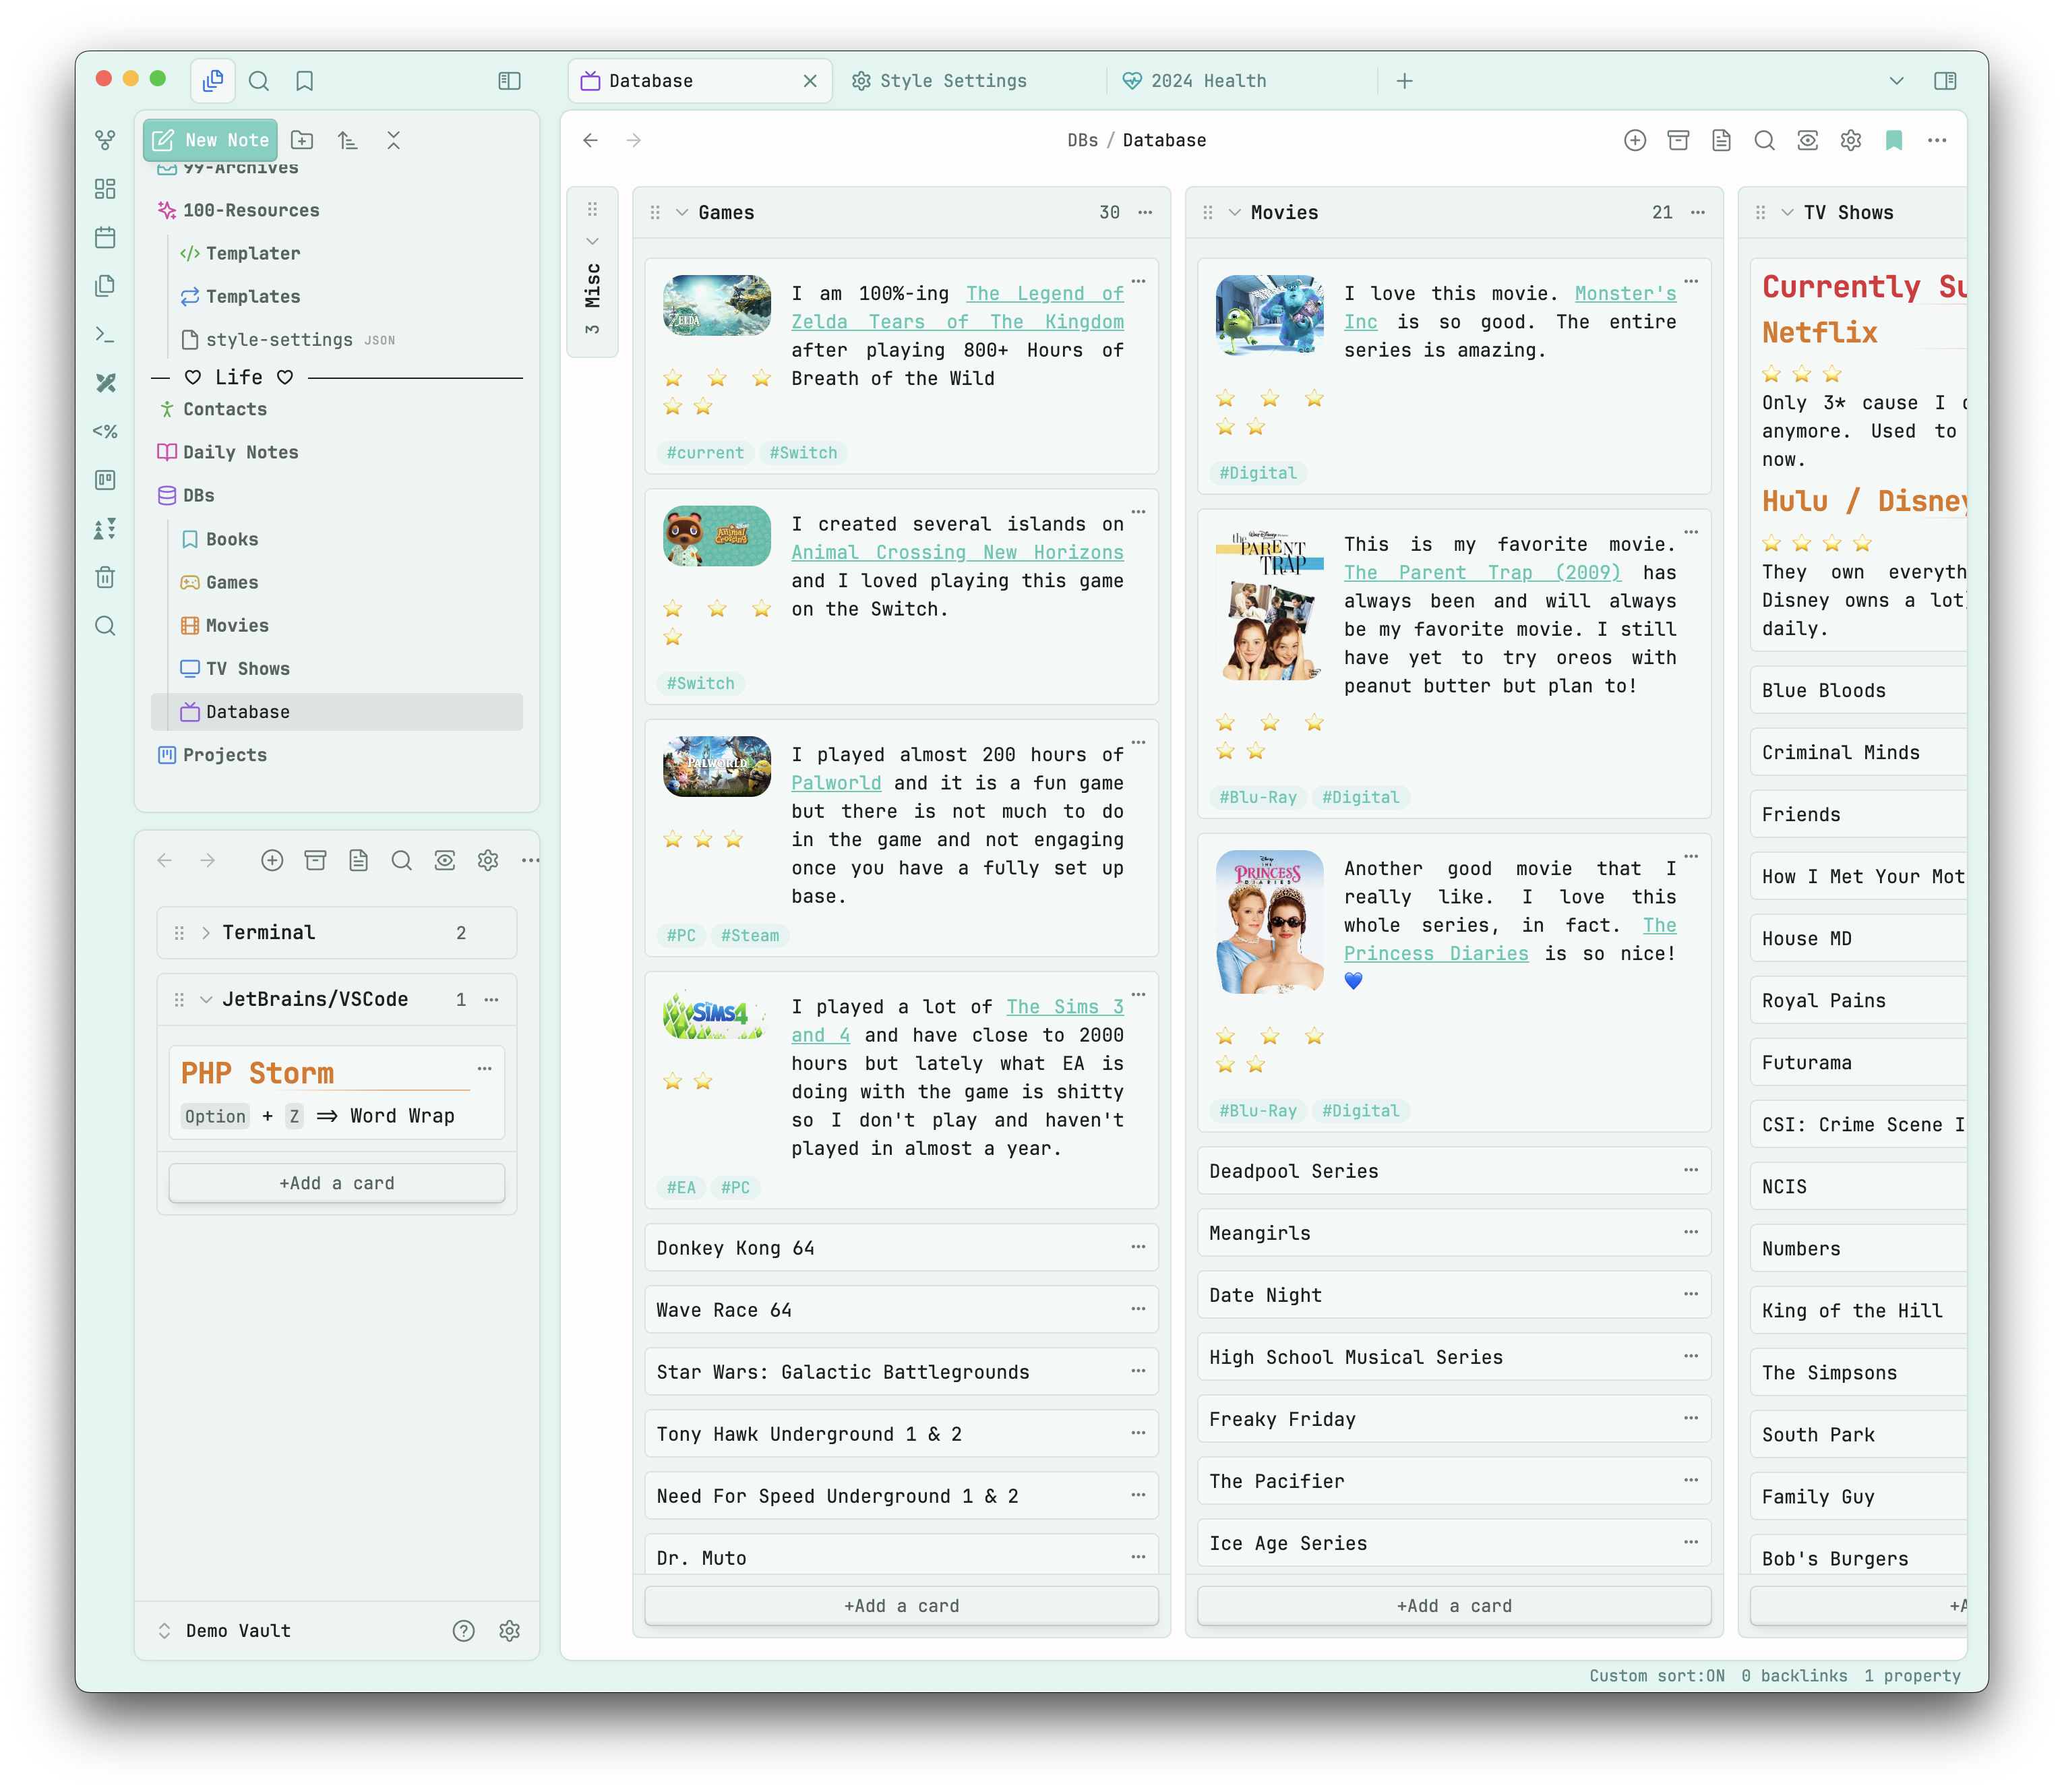 Database
Style Settings
2024 Health
New Note
99-Archives
100-Resources
Templater
Templates
style-settings JSON
Life
Contacts
Daily Notes
DBs
Books
Games
Movies
TV Shows
Database
Projects
Terminal 2
JetBrains/VSCode 1
PHP Storm
Option + Z ⇒ Word Wrap
+Add a card
Demo Vault
DBs / Database
Misc 3
Games 30
ZELDA
I am 100%-ing The Legend of
Zelda Tears of The Kingdom
after playing 800+ Hours of
Breath of the Wild
#current #Switch
Animal Crossing
I created several islands on
Animal Crossing New Horizons
and I loved playing this game
on the Switch.
#Switch
PALWORLD
I played almost 200 hours of
Palworld and it is a fun game
but there is not much to do
in the game and not engaging
once you have a fully set up
base.
#PC #Steam
The SIMS 4
I played a lot of The Sims 3
and 4 and have close to 2000
hours but lately what EA is
doing with the game is shitty
so I don't play and haven't
played in almost a year.
#EA #PC
Donkey Kong 64
Wave Race 64
Star Wars: Galactic Battlegrounds
Tony Hawk Underground 1 & 2
Need For Speed Underground 1 & 2
Dr. Muto
+Add a card
Movies 21
I love this movie. Monster's
Inc is so good. The entire
series is amazing.
#Digital
the PARENT
TRAP
This is my favorite movie.
The Parent Trap (2009) has
always been and will always
be my favorite movie. I still
have yet to try oreos with
peanut butter but plan to!
#Blu-Ray #Digital
Disney
THE
PRINCESS
DIARIES
Another good movie that I
really like. I love this
whole series, in fact. The
Princess Diaries is so nice!
💙
#Blu-Ray #Digital
Deadpool Series
Meangirls
Date Night
High School Musical Series
Freaky Friday
The Pacifier
Ice Age Series
+Add a card
TV Shows
Currently Su
Netflix
Only 3* cause I
anymore. Used to
now.
Hulu / Disney
They own everyth
Disney owns a lot
daily.
Blue Bloods
Criminal Minds
Friends
How I Met Your Mot
House MD
Royal Pains
Futurama
CSI: Crime Scene I
NCIS
Numbers
King of the Hill
The Simpsons
South Park
Family Guy
Bob's Burgers
+A
Custom sort:ON 0 backlinks 1 property